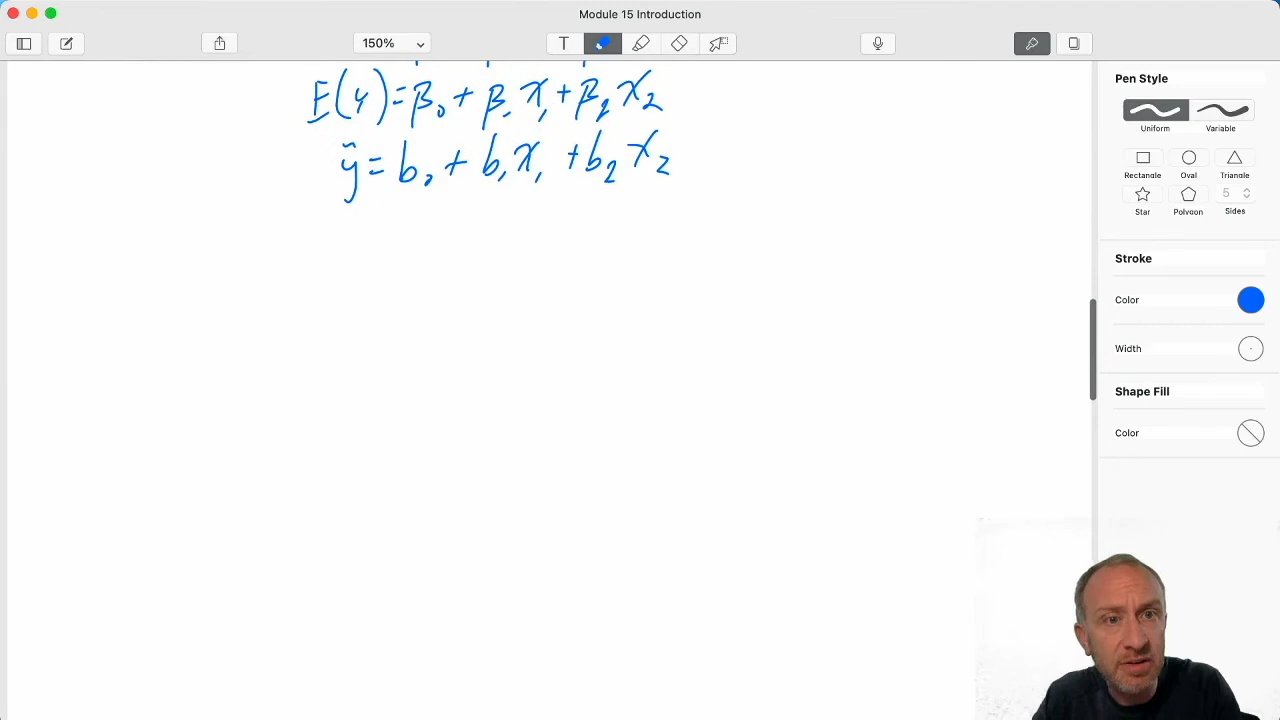 Module 15 Introduction
150%
T
E(y)=β₀+β₁x₁+β₂x₂
ŷ=b₀+b₁x₁+b₂x₂
Pen Style
Uniform Variable
Rectangle Oval Triangle
5
Star Polygon Sides
Stroke
Color
Width
Shape Fill
Color